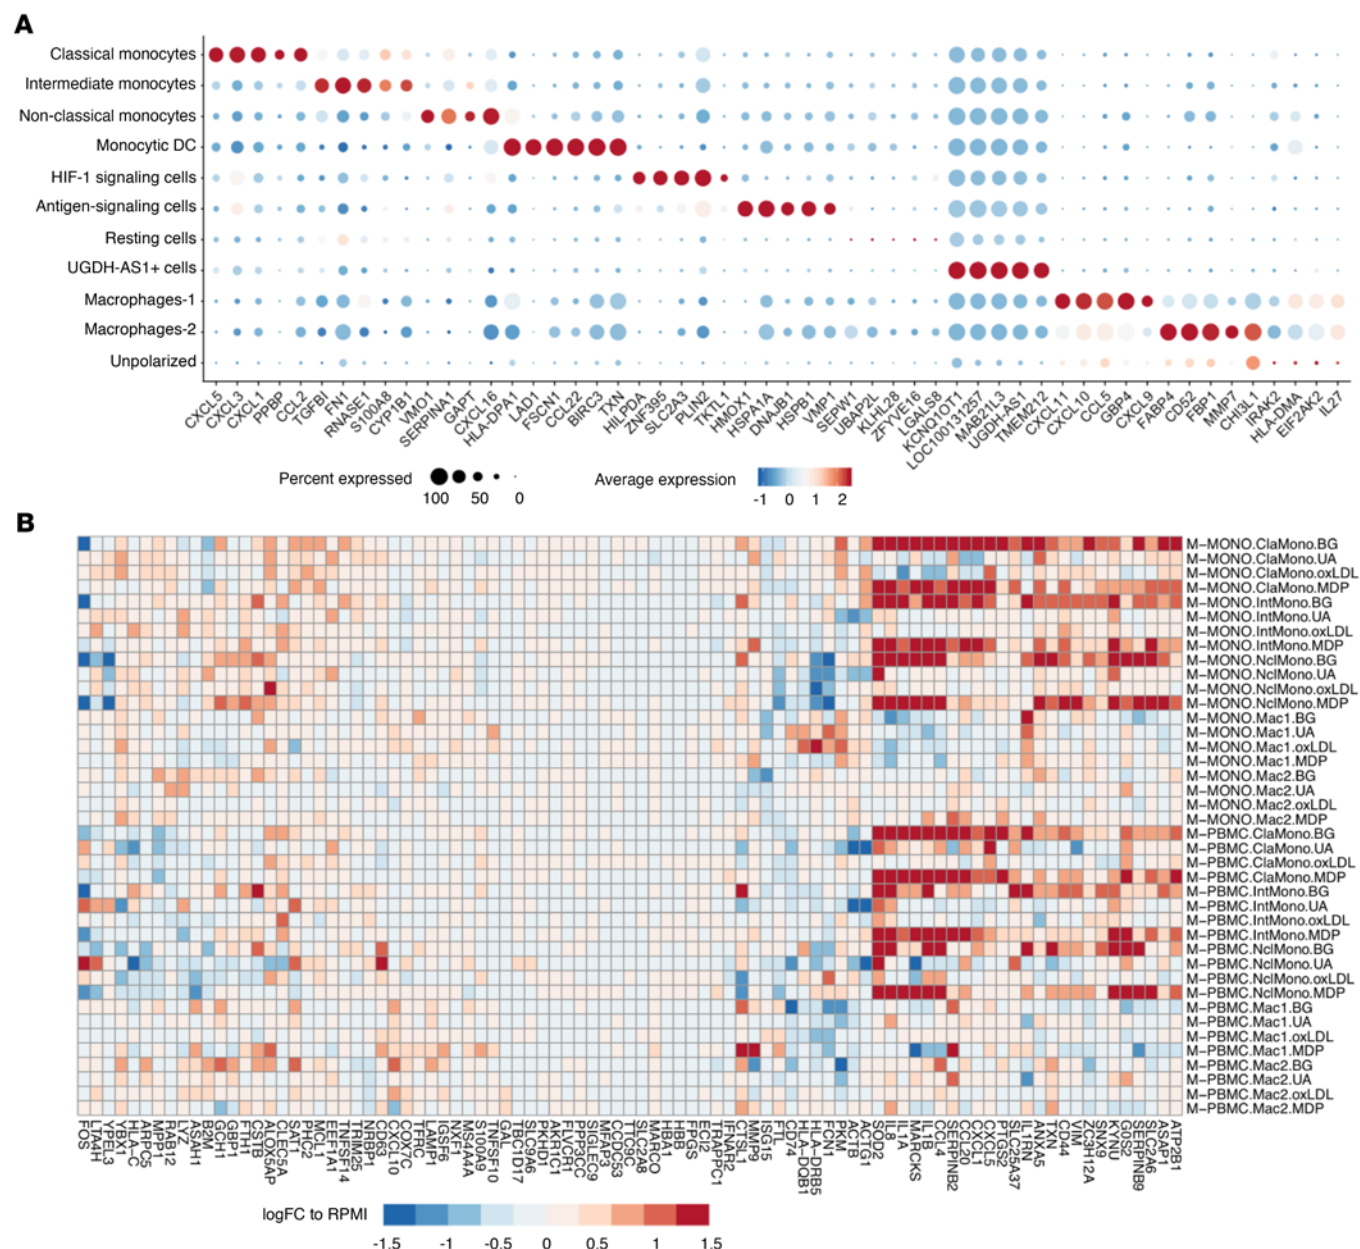 A
Classical monocytes
Intermediate monocytes
Non-classical monocytes
Monocytic DC
HIF-1 signaling cells
Antigen-signaling cells
Resting cells
UGDH-AS1+ cells
Macrophages-1
Macrophages-2
Unpolarized
CXCL5 CXCL3 CXCL1 PPBP CCL2 TGFBI FN1 RNASE1 S100A8 CYP1B1 VMO1 SERPINA1 GAPT CXCL16 HLA-DPA1 LAD1 FSCN1 CCL22 BIRC3 TXN HILPDA ZNF395 SLC2A3 PLIN2 TKTL1 HMOX1 HSPA1A DNAJB1 HSPB1 VMP1 SEPW1 UBAP2L KLHL28 ZFYVE16 LGALS8 KCNQ1OT1 LOC100131257 MAB21L3 UGDH-AS1 TMEM212 CXCL11 CXCL10 CCL5 GBP4 CXCL9 FABP4 CD52 FBP1 MMP7 CHI3L1 IRAK2 HLA-DMA EIF2AK2 IL27
Percent expressed
100 50 0
Average expression
-1 0 1 2
B
M-MONO.ClaMono.BG
M-MONO.ClaMono.UA
M-MONO.ClaMono.oxLDL
M-MONO.ClaMono.MDP
M-MONO.IntMono.BG
M-MONO.IntMono.UA
M-MONO.IntMono.oxLDL
M-MONO.IntMono.MDP
M-MONO.NclMono.BG
M-MONO.NclMono.UA
M-MONO.NclMono.oxLDL
M-MONO.NclMono.MDP
M-MONO.Mac1.BG
M-MONO.Mac1.UA
M-MONO.Mac1.oxLDL
M-MONO.Mac1.MDP
M-MONO.Mac2.BG
M-MONO.Mac2.UA
M-MONO.Mac2.oxLDL
M-MONO.Mac2.MDP
M-PBMC.ClaMono.BG
M-PBMC.ClaMono.UA
M-PBMC.ClaMono.oxLDL
M-PBMC.ClaMono.MDP
M-PBMC.IntMono.BG
M-PBMC.IntMono.UA
M-PBMC.IntMono.oxLDL
M-PBMC.IntMono.MDP
M-PBMC.NclMono.BG
M-PBMC.NclMono.UA
M-PBMC.NclMono.oxLDL
M-PBMC.NclMono.MDP
M-PBMC.Mac1.BG
M-PBMC.Mac1.UA
M-PBMC.Mac1.oxLDL
M-PBMC.Mac1.MDP
M-PBMC.Mac2.BG
M-PBMC.Mac2.UA
M-PBMC.Mac2.oxLDL
M-PBMC.Mac2.MDP
FOS LTA4H YPEL3 YBX1 HLA-C ARPC5 MPP1 RAB12 LYZ ASAH1 B2M GCH1 GBP1 FTH1 CSTB ALOX5AP CLEC5A SAT1 PHC2 MCL1 EEF1A1 TNFSF14 TRIM25 NRBP1 CD63 CXCL10 COX7C TFRC LAMP1 IGSF6 NXF1 MS4A4A S100A9 TNFSF10 GAL TBC1D17 SLC9A6 PKHD1 AKR1C1 FLVCR1 PPP3CC SIGLEC9 MFAP3 CCDC53 TTC9C SLC2A8 MARCO HBA1 HBB FPGS ECI2 TRAPPC1 IFNAR2 CTSL1 MMP9 ISG15 FTL CD74 HLA-DQB1 HLA-DRB5 FCN1 PKM ACTB ACTG1 SOD2 IL8 IL1A MARCKS IL1B CCL4 SERPINB2 CCL20 CXCL1 CXCL5 PTGS2 SLC25A37 IL1RN ANXA5 TXN CD44 VIM ZC3H12A SNX9 KYNU G0S2 SERPINB9 SLC2A6 ASAP1 ATP2B1
logFC to RPMI
-1.5 -1 -0.5 0 0.5 1 1.5